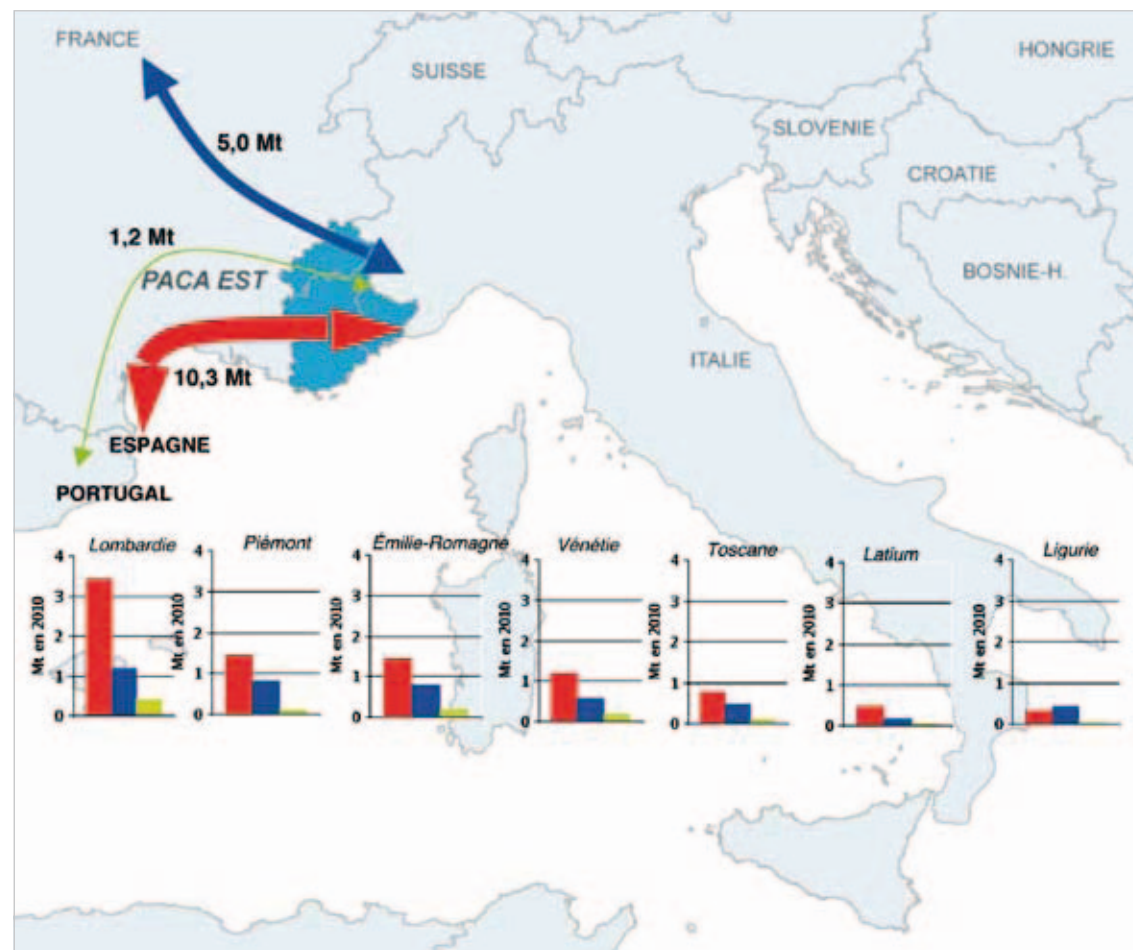 FRANCE
HONGRIE
SUISSE
SLOVENIE
5,0 Mt
CROATIE
1,2 Mt
PACA EST
BOSNIE-H.
ITALIE
10,3 Mt
ESPAGNE
PORTUGAL
Lombardie
Mt en 2010
4
3
2
1
0
Piémont
Mt en 2010
4
3
2
1
0
Émilie-Romagne
Mt en 2010
4
3
2
1
0
Vénétie
Mt en 2010
4
3
2
1
0
Toscane
Mt en 2010
4
3
2
1
0
Latium
Mt en 2010
4
3
2
1
0
Ligurie
Mt en 2010
4
3
2
1
0